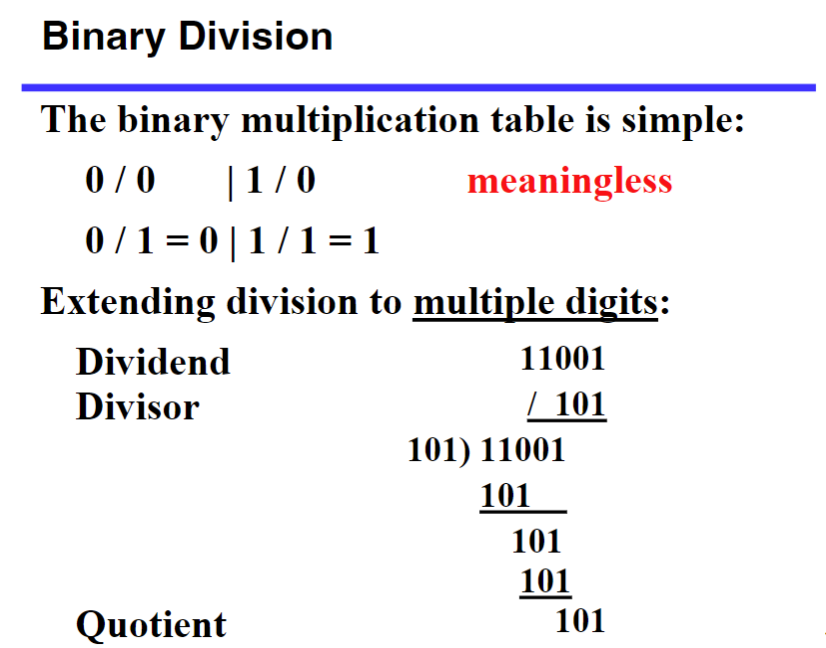 Binary Division
The binary multiplication table is simple:
0 / 0 | 1 / 0 meaningless
0 / 1 = 0 | 1 / 1 = 1
Extending division to multiple digits:
Dividend 11001
Divisor / 101
101) 11001
101
101
101
Quotient 101